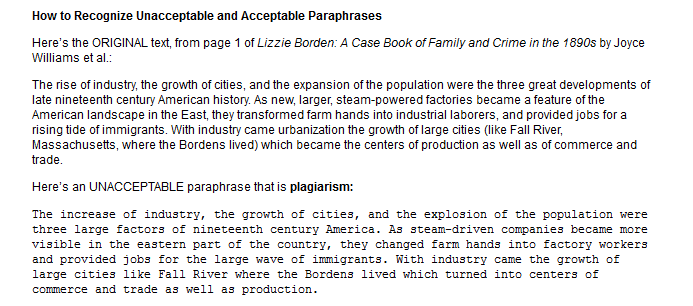 How to Recognize Unacceptable and Acceptable Paraphrases
Here's the ORIGINAL text, from page 1 of Lizzie Borden: A Case Book of Family and Crime in the 1890s by Joyce
Williams et al.:
The rise of industry, the growth of cities, and the expansion of the population were the three great developments of
late nineteenth century American history. As new, larger, steam-powered factories became a feature of the
American landscape in the East, they transformed farm hands into industrial laborers, and provided jobs for a
rising tide of immigrants. With industry came urbanization the growth of large cities (like Fall River,
Massachusetts, where the Bordens lived) which became the centers of production as well as of commerce and
trade.
Here's an UNACCEPTABLE paraphrase that is plagiarism:
The increase of industry, the growth of cities, and the explosion of the population were
three large factors of nineteenth century America. As steam-driven companies became more
visible in the eastern part of the country, they changed farm hands into factory workers
and provided jobs for the large wave of immigrants. With industry came the growth of
large cities like Fall River where the Bordens lived which turned into centers of
commerce and trade as well as production.